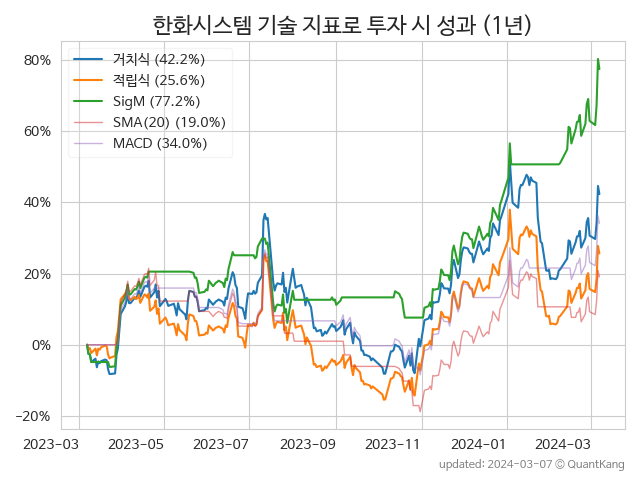 한화시스템 기술 지표로 투자 시 성과 (1년)
80%
60%
40%
20%
0%
−20%
거치식 (42.2%)
적립식 (25.6%)
SigM (77.2%)
SMA(20) (19.0%)
MACD (34.0%)
2023−03 2023−05 2023−07 2023−09 2023−11 2024−01 2024−03
updated: 2024-03-07 © QuantKang